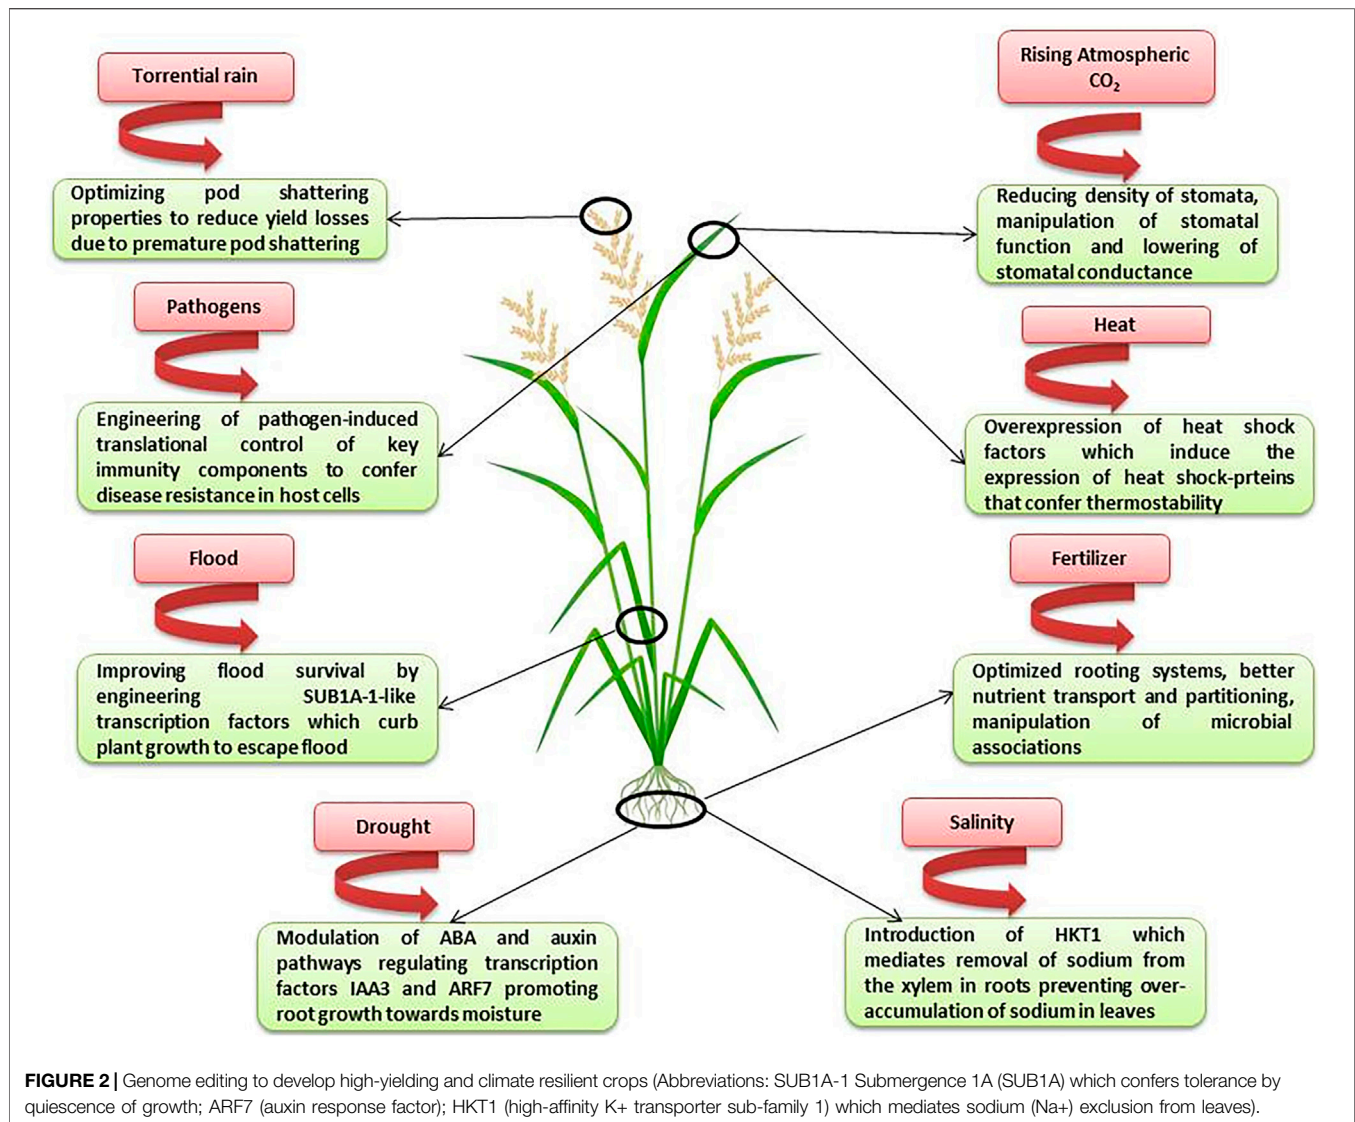 Torrential rain
Optimizing pod shattering
properties to reduce yield losses
due to premature pod shattering
Pathogens
Engineering of pathogen-induced
translational control of key
immunity components to confer
disease resistance in host cells
Flood
Improving flood survival by
engineering SUB1A-1-like
transcription factors which curb
plant growth to escape flood
Drought
Modulation of ABA and auxin
pathways regulating transcription
factors IAA3 and ARF7 promoting
root growth towards moisture
Rising Atmospheric
CO₂
Reducing density of stomata,
manipulation of stomatal
function and lowering of
stomatal conductance
Heat
Overexpression of heat shock
factors which induce the
expression of heat shock-prteins
that confer thermostability
Fertilizer
Optimized rooting systems, better
nutrient transport and partitioning,
manipulation of microbial
associations
Salinity
Introduction of HKT1 which
mediates removal of sodium from
the xylem in roots preventing over-
accumulation of sodium in leaves
FIGURE 2 | Genome editing to develop high-yielding and climate resilient crops (Abbreviations: SUB1A-1 Submergence 1A (SUB1A) which confers tolerance by
quiescence of growth; ARF7 (auxin response factor); HKT1 (high-affinity K+ transporter sub-family 1) which mediates sodium (Na+) exclusion from leaves).